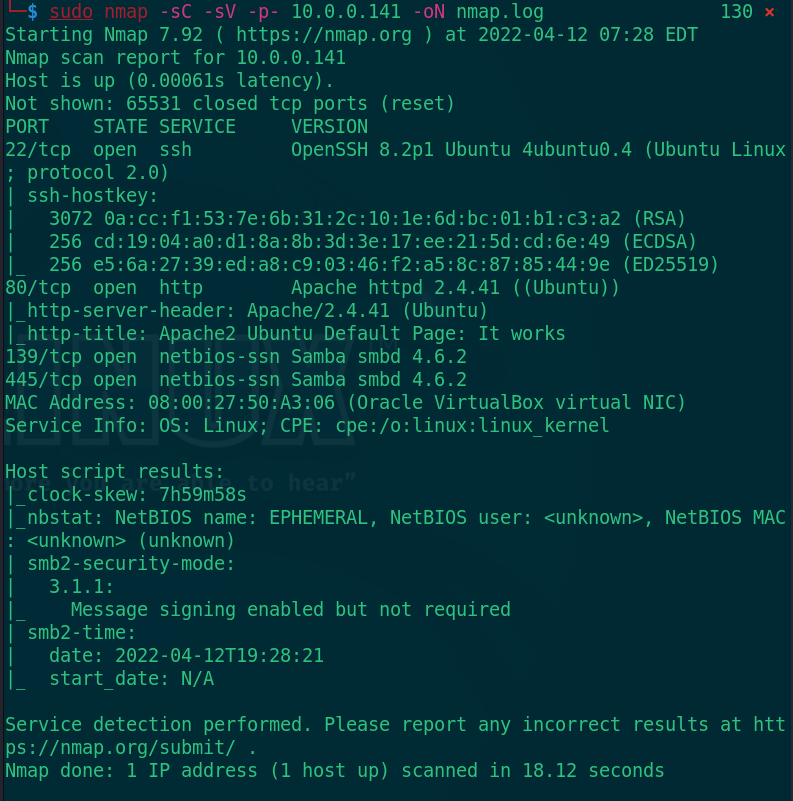 └─$ sudo nmap -sC -sV -p- 10.0.0.141 -oN nmap.log 130 ⨯
Starting Nmap 7.92 ( https://nmap.org ) at 2022-04-12 07:28 EDT
Nmap scan report for 10.0.0.141
Host is up (0.00061s latency).
Not shown: 65531 closed tcp ports (reset)
PORT    STATE SERVICE     VERSION
22/tcp  open  ssh         OpenSSH 8.2p1 Ubuntu 4ubuntu0.4 (Ubuntu Linux
; protocol 2.0)
| ssh-hostkey:
|   3072 0a:cc:f1:53:7e:6b:31:2c:10:1e:6d:bc:01:b1:c3:a2 (RSA)
|   256 cd:19:04:a0:d1:8a:8b:3d:3e:17:ee:21:5d:cd:6e:49 (ECDSA)
|_  256 e5:6a:27:39:ed:a8:c9:03:46:f2:a5:8c:87:85:44:9e (ED25519)
80/tcp  open  http        Apache httpd 2.4.41 ((Ubuntu))
|_http-server-header: Apache/2.4.41 (Ubuntu)
|_http-title: Apache2 Ubuntu Default Page: It works
139/tcp open  netbios-ssn Samba smbd 4.6.2
445/tcp open  netbios-ssn Samba smbd 4.6.2
MAC Address: 08:00:27:50:A3:06 (Oracle VirtualBox virtual NIC)
Service Info: OS: Linux; CPE: cpe:/o:linux:linux_kernel

Host script results:
|_clock-skew: 7h59m58s
|_nbstat: NetBIOS name: EPHEMERAL, NetBIOS user: <unknown>, NetBIOS MAC
: <unknown> (unknown)
| smb2-security-mode:
|   3.1.1:
|_    Message signing enabled but not required
| smb2-time:
|   date: 2022-04-12T19:28:21
|_  start_date: N/A

Service detection performed. Please report any incorrect results at htt
ps://nmap.org/submit/ .
Nmap done: 1 IP address (1 host up) scanned in 18.12 seconds